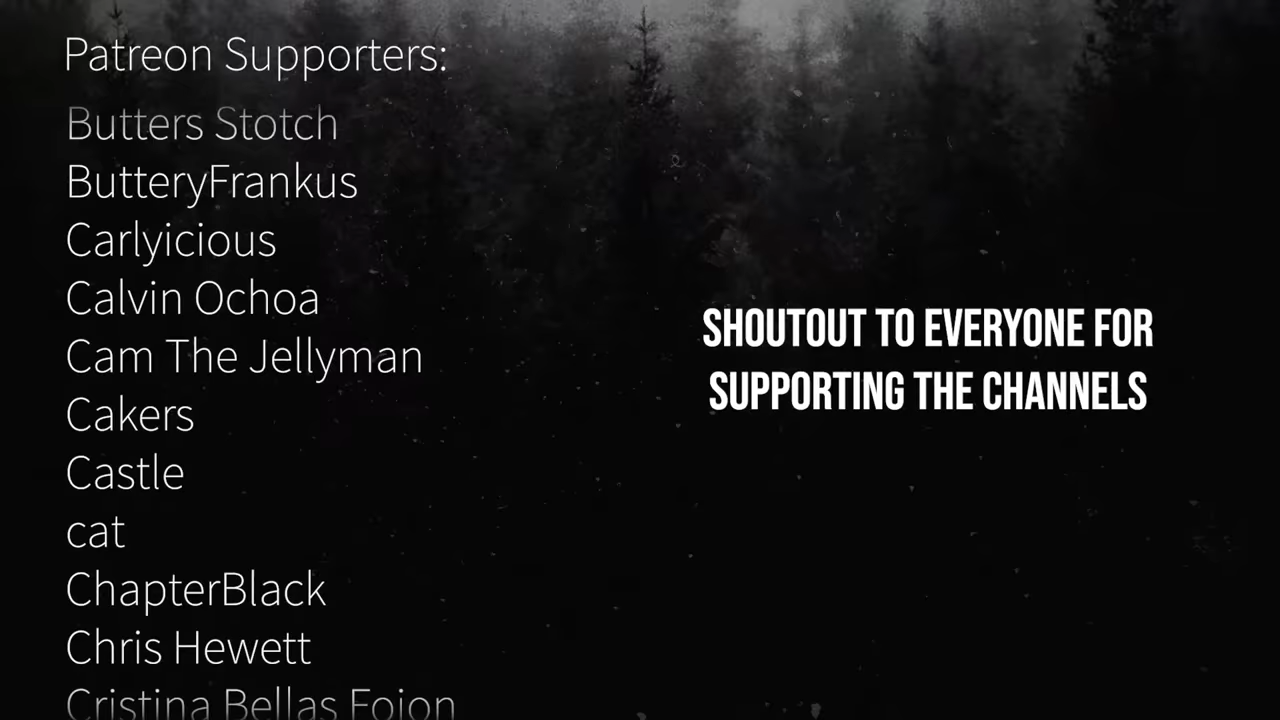 Patreon Supporters:
Butters Stotch
ButteryFrankus
Carlyicious
Calvin Ochoa
Cam The Jellyman
Cakers
Castle
cat
ChapterBlack
Chris Hewett
Cristina Bellas Foion
SHOUTOUT TO EVERYONE FOR
SUPPORTING THE CHANNELS